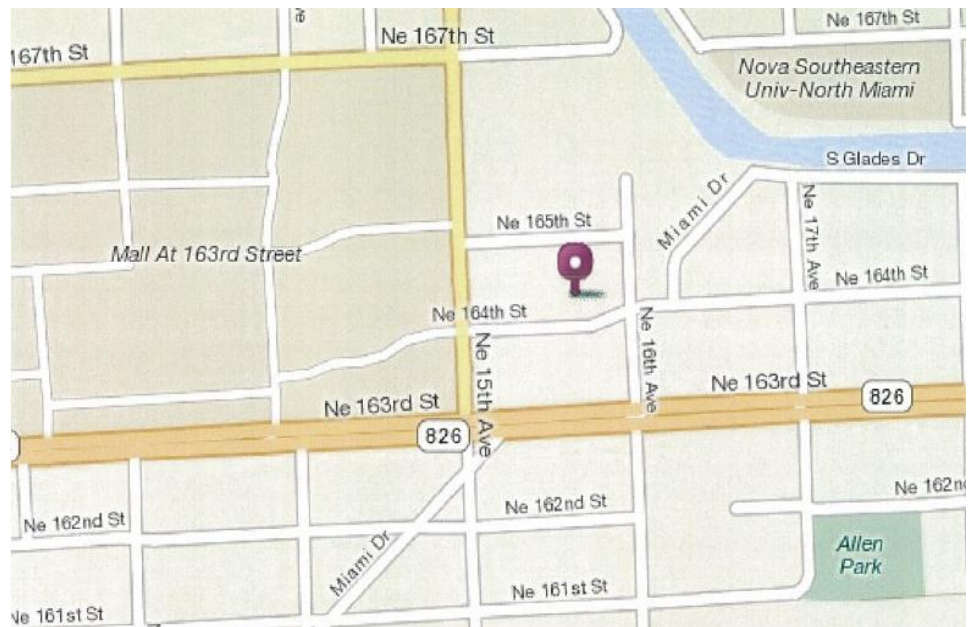 Ne 167th St
Ne 167th St
167th St
Nova Southeastern
Univ-North Miami
S Glades Dr
Miami Dr
Ne 17th Ave
Ne 165th St
Mall At 163rd Street
Ne 164th St
Ne 164th St
Ne 16th Ave
Ne 15th Ave
Ne 163rd St
Ne 163rd St
826
826
Ne 162nd
Ne 162nd St
Ne 162nd St
Miami Dr
Allen
Park
Ne 161st St
Ne 161st St